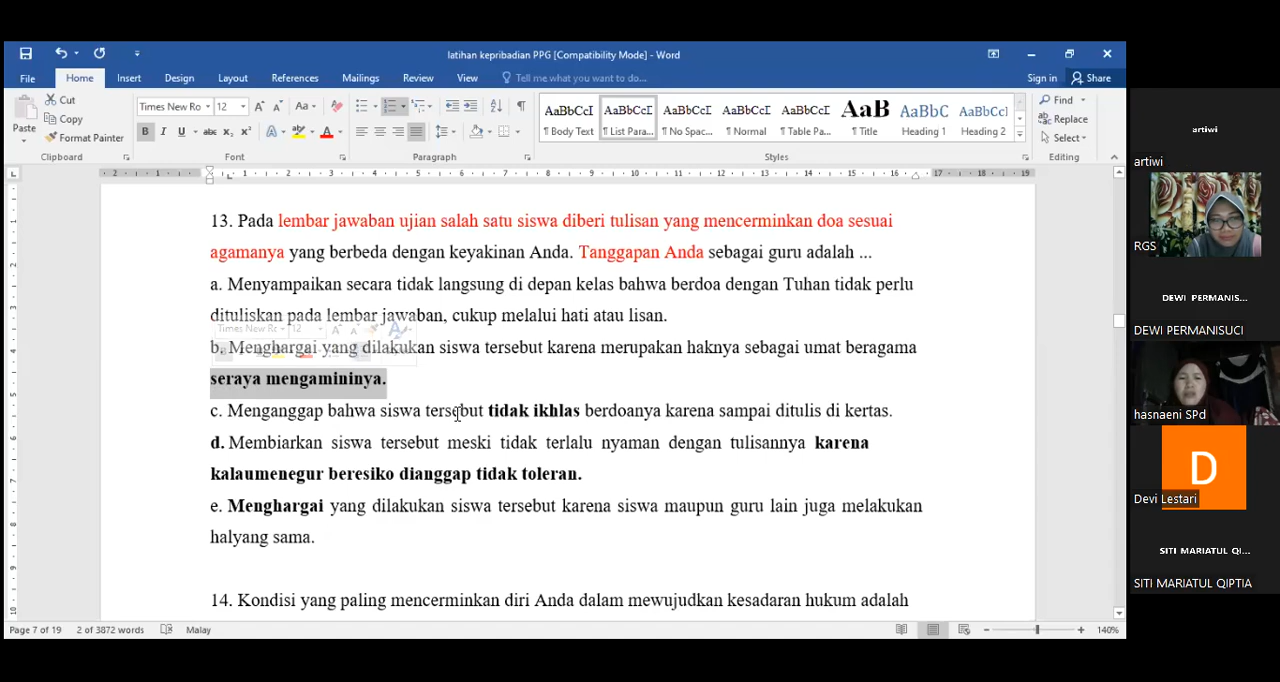 latihan kepribadian PPG [Compatibility Mode] - Word
File Home Insert Design Layout References Mailings Review View Tell me what you want to do... Sign in Share
Paste
Cut
Copy
Format Painter
Clipboard
Times New Ro 12
Font
Paragraph
AaBbCcI AaBbCcI AaBbCcI AaBbCcI AaBbCcI AaB AaBbC AaBbCcI
¶ Body Text ¶ List Para... ¶ No Spac... ¶ Normal ¶ Table Pa... ¶ Title Heading 1 Heading 2
Styles
Find
Replace
Select
Editing
13. Pada lembar jawaban ujian salah satu siswa diberi tulisan yang mencerminkan doa sesuai
agamanya yang berbeda dengan keyakinan Anda. Tanggapan Anda sebagai guru adalah ...
a. Menyampaikan secara tidak langsung di depan kelas bahwa berdoa dengan Tuhan tidak perlu
dituliskan pada lembar jawaban, cukup melalui hati atau lisan.
b. Menghargai yang dilakukan siswa tersebut karena merupakan haknya sebagai umat beragama
seraya mengamininya.
c. Menganggap bahwa siswa tersebut tidak ikhlas berdoanya karena sampai ditulis di kertas.
d. Membiarkan siswa tersebut meski tidak terlalu nyaman dengan tulisannya karena
kalaumenegur beresiko dianggap tidak toleran.
e. Menghargai yang dilakukan siswa tersebut karena siswa maupun guru lain juga melakukan
halyang sama.
14. Kondisi yang paling mencerminkan diri Anda dalam mewujudkan kesadaran hukum adalah
Page 7 of 19 2 of 3872 words Malay 140%
artiwi
artiwi
RGS
DEWI PERMANIS...
DEWI PERMANISUCI
hasnaeni SPd
D
Devi Lestari
SITI MARIATUL QI...
SITI MARIATUL QIPTIA